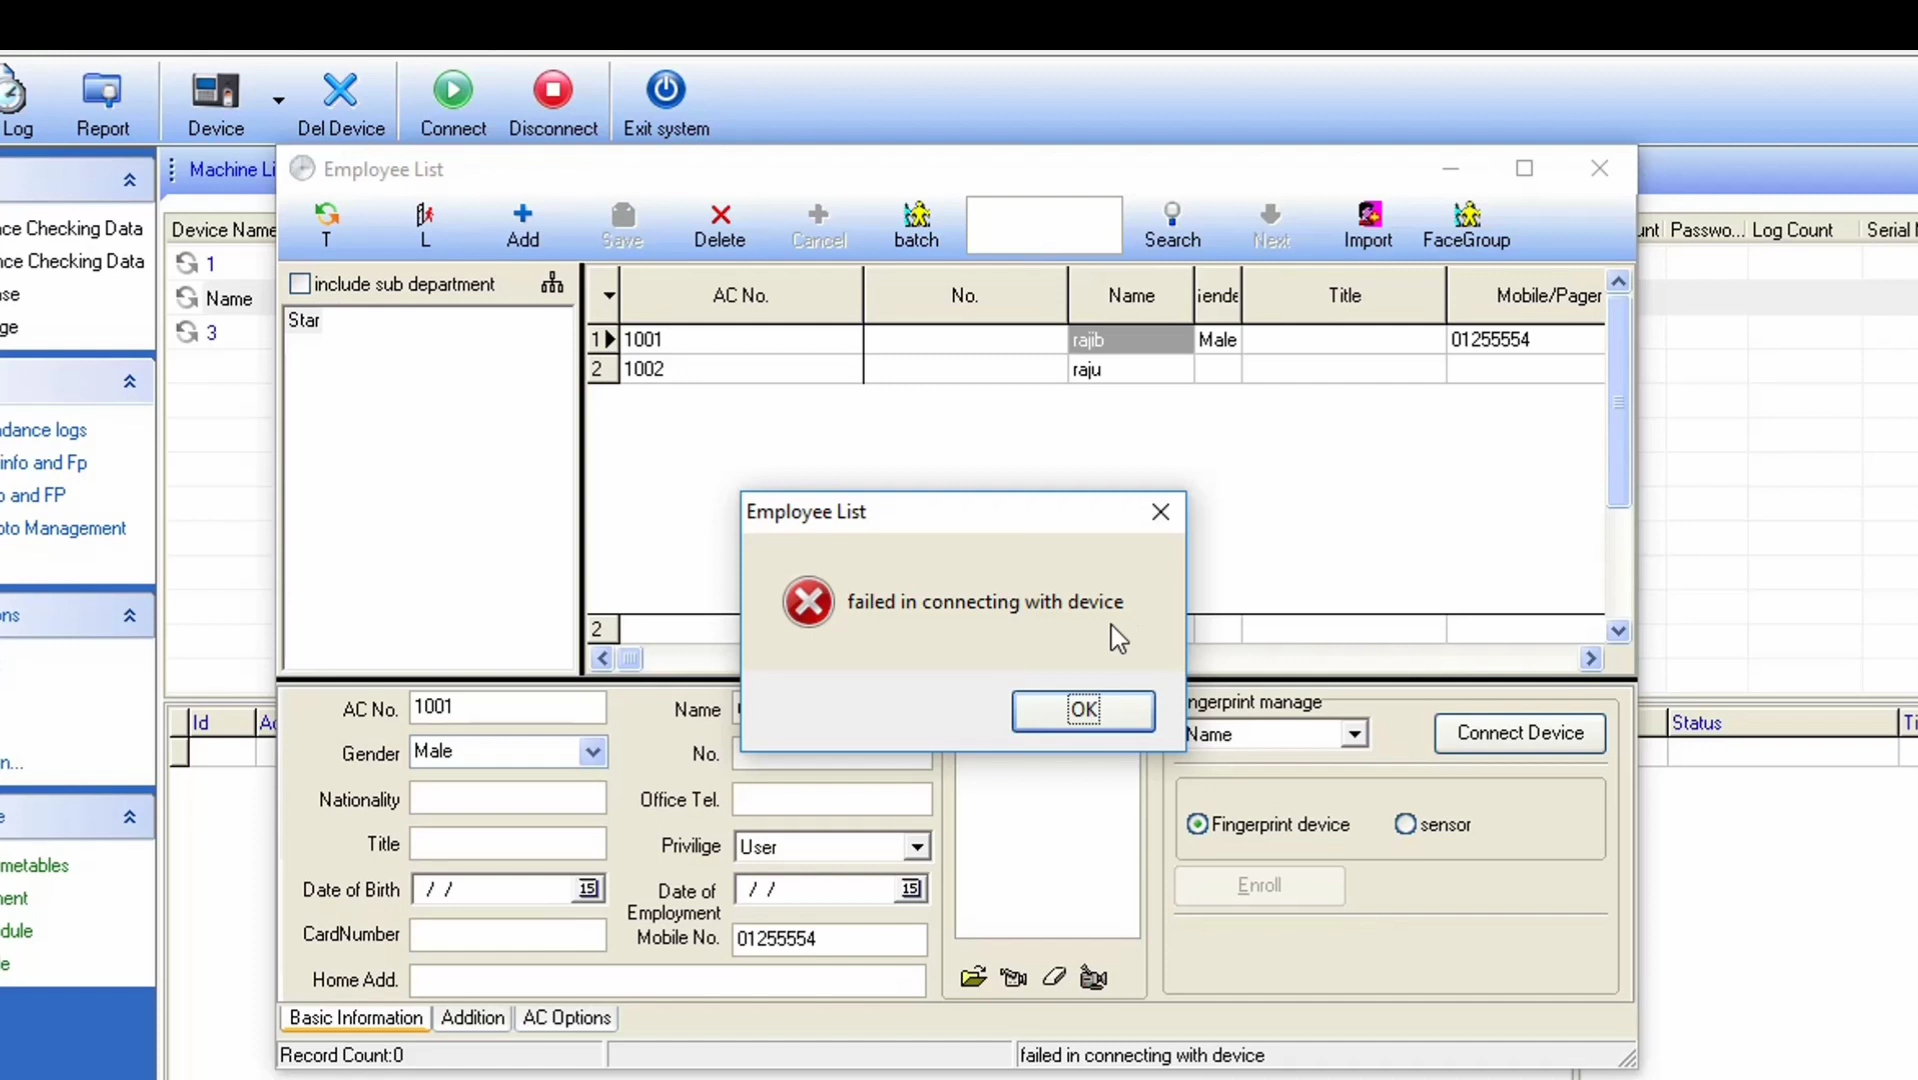 Log Report Device Del Device Connect Disconnect Exit system
Machine Li
Employee List
T L Add Save Delete Cancel batch Search Next Import FaceGroup
ce Checking Data
nce Checking Data
se
ge
Device Name
1
Name
3
unt Passwo... Log Count Serial
include sub department
Star
AC No. No. Name iende Title Mobile/Pager
1 1001 rajib Male 01255554
2 1002 raju
2
dance logs
info and Fp
o and FP
oto Management
ons
n...
e
metables
ment
dule
e
Employee List
failed in connecting with device
OK
Id Ac Status Ti
AC No. 1001
Name
Gender Male
No.
Nationality
Office Tel.
Title
Privilige User
Date of Birth / / 15
Date of Employment / / 15
CardNumber
Mobile No. 01255554
Home Add.
ngerprint manage
Name
Connect Device
Fingerprint device sensor
Enroll
Basic Information Addition AC Options
Record Count:0 failed in connecting with device